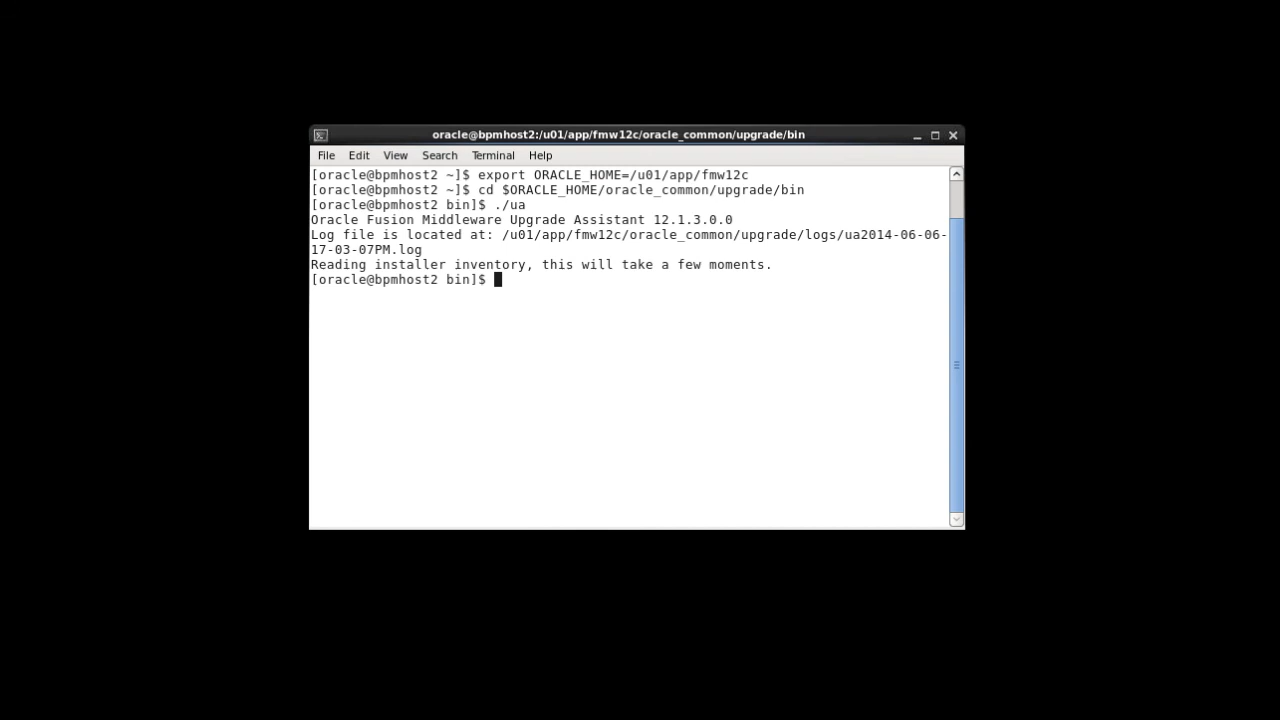 oracle@bpmhost2:/u01/app/fmw12c/oracle_common/upgrade/bin
File Edit View Search Terminal Help
[oracle@bpmhost2 ~]$ export ORACLE_HOME=/u01/app/fmw12c
[oracle@bpmhost2 ~]$ cd $ORACLE_HOME/oracle_common/upgrade/bin
[oracle@bpmhost2 bin]$ ./ua
Oracle Fusion Middleware Upgrade Assistant 12.1.3.0.0
Log file is located at: /u01/app/fmw12c/oracle_common/upgrade/logs/ua2014-06-06-
17-03-07PM.log
Reading installer inventory, this will take a few moments.
[oracle@bpmhost2 bin]$